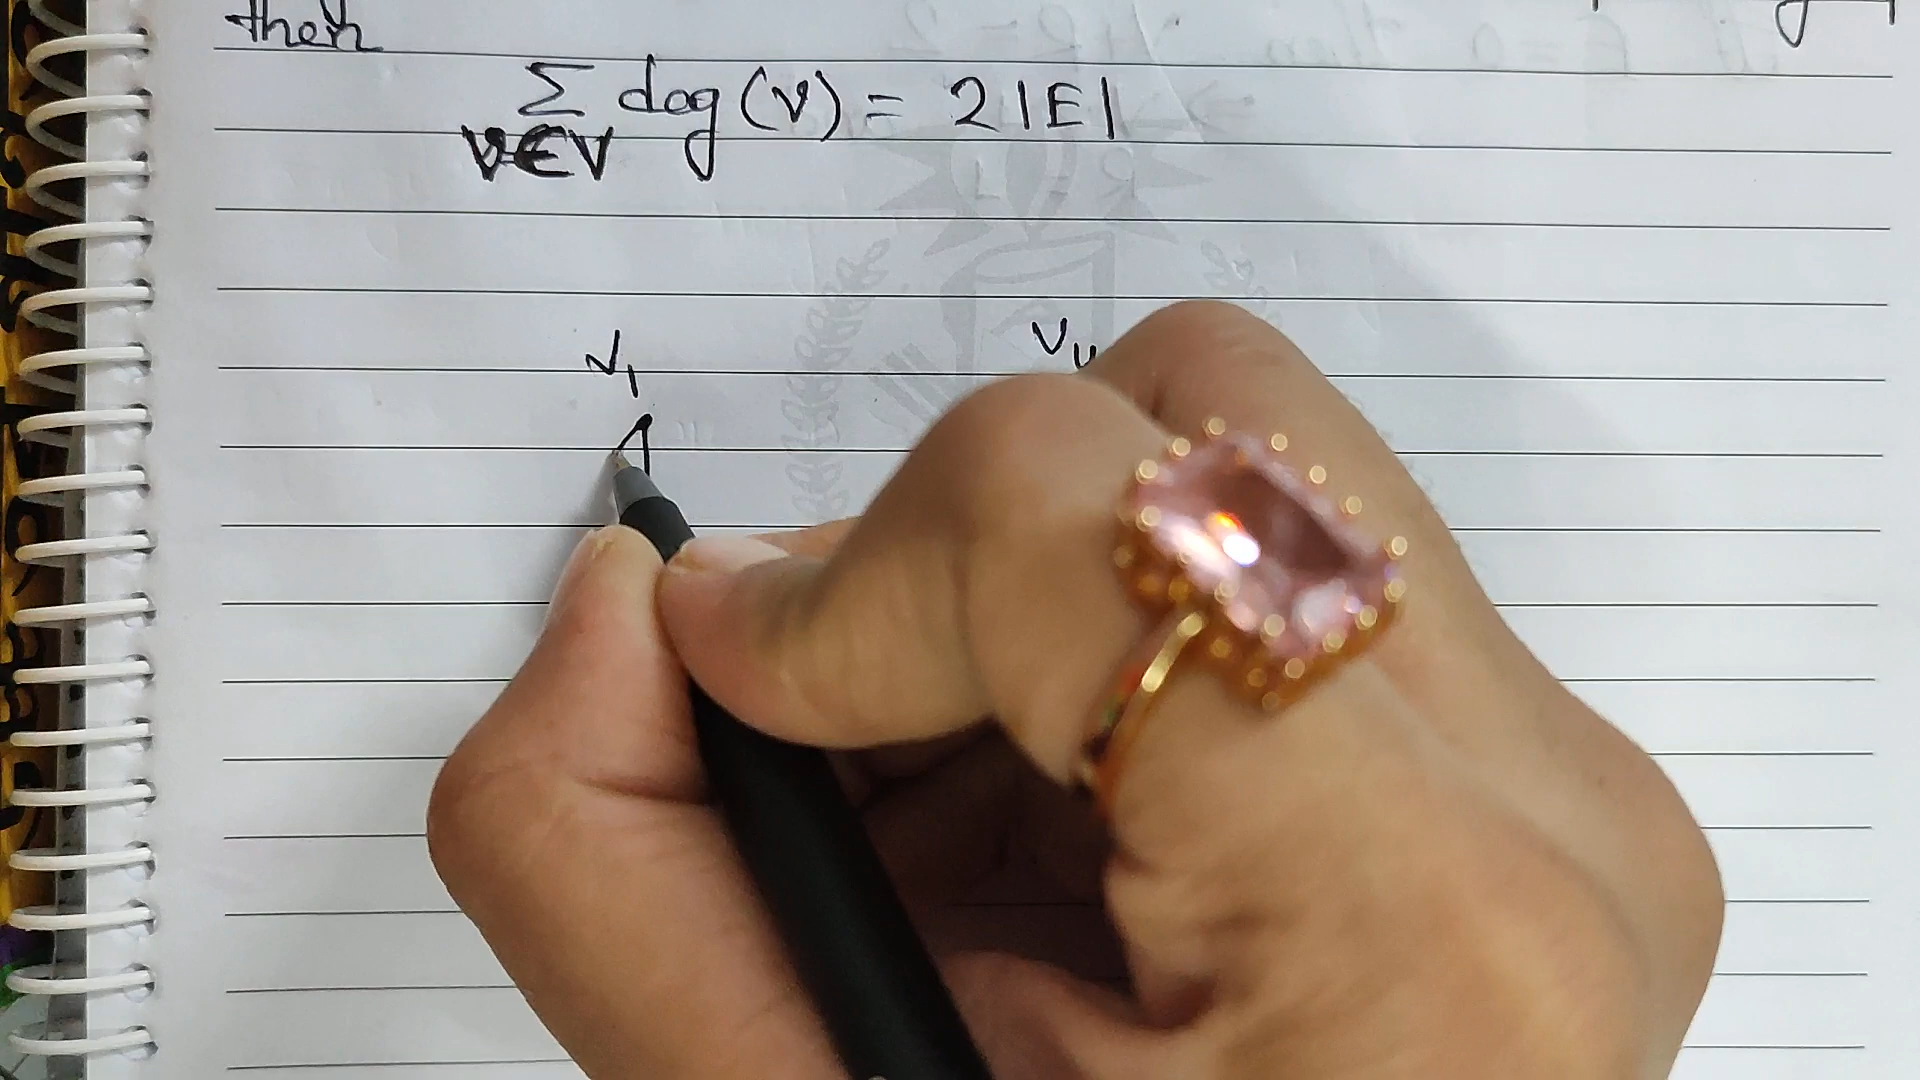 then
∑ deg (v) = 2|E|
v∈V
V₁ V₄